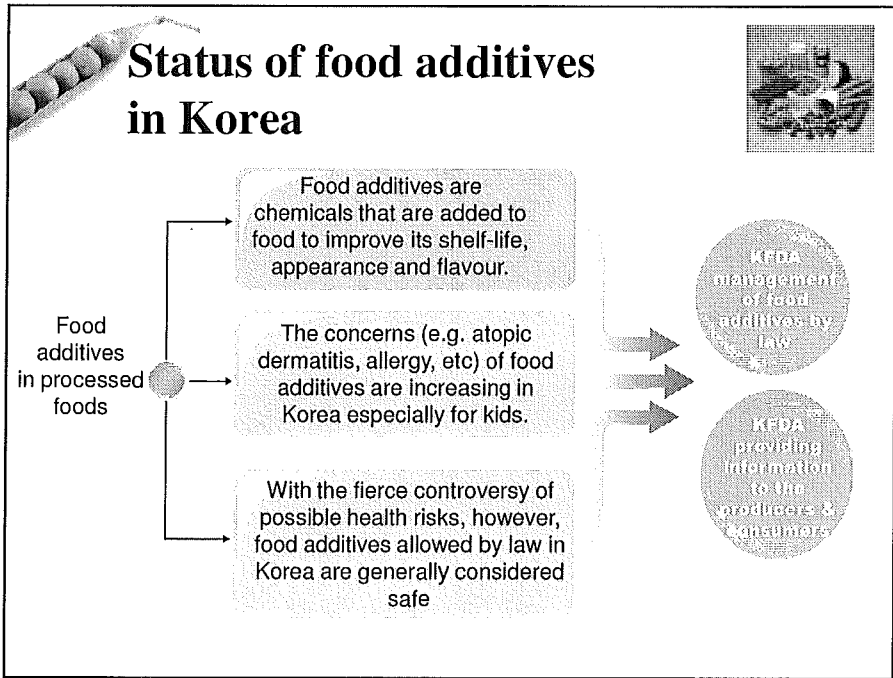 Status of food additives
in Korea
Food
additives
in processed
foods
Food additives are
chemicals that are added to
food to improve its shelf-life,
appearance and flavour.
The concerns (e.g. atopic
dermatitis, allergy, etc) of food
additives are increasing in
Korea especially for kids.
With the fierce controversy of
possible health risks, however,
food additives allowed by law in
Korea are generally considered
safe
KFDA
management
of food
additives by
law
KFDA
providing
information
to the
producers &
consumers